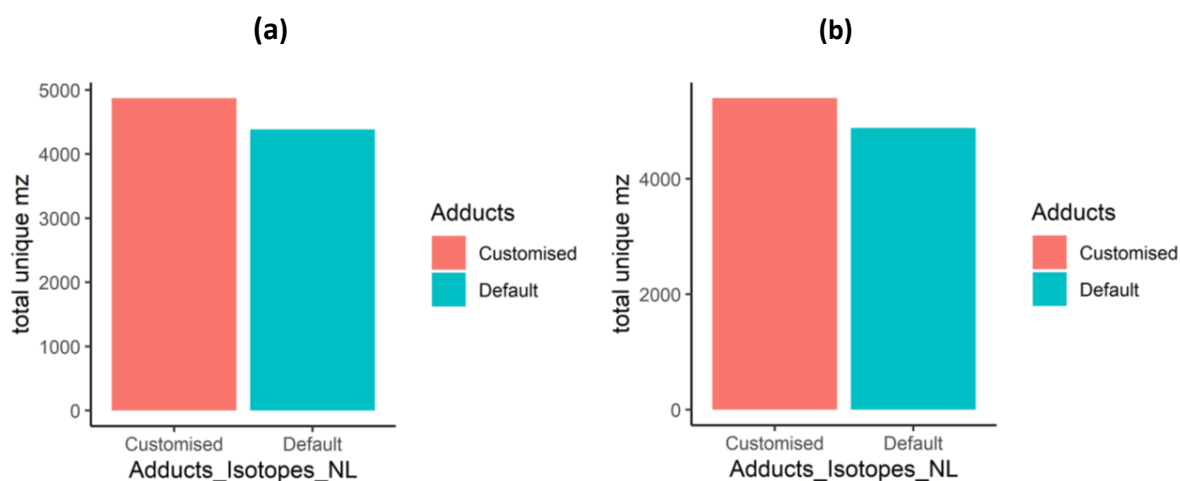 (a)
5000
4000
3000
2000
1000
0
total unique mz
Customised
Default
Adducts_Isotopes_NL
Adducts
Customised
Default
(b)
4000
2000
0
total unique mz
Customised
Default
Adducts_Isotopes_NL
Adducts
Customised
Default